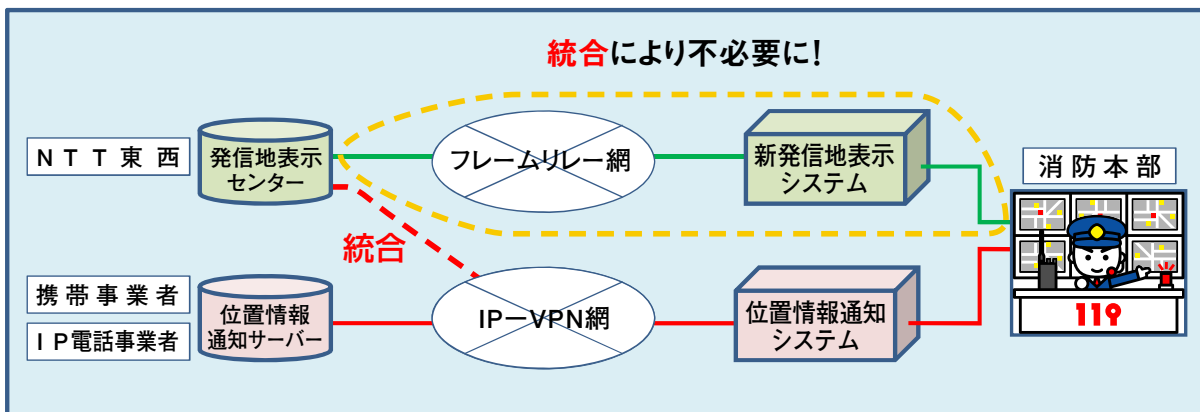 統合により不必要に!
NTT東西
発信地表示
センター
フレームリレー網
新発信地表示
システム
消防本部
統合
携帯事業者
IP電話事業者
位置情報
通知サーバー
IP－VPN網
位置情報通知
システム
119